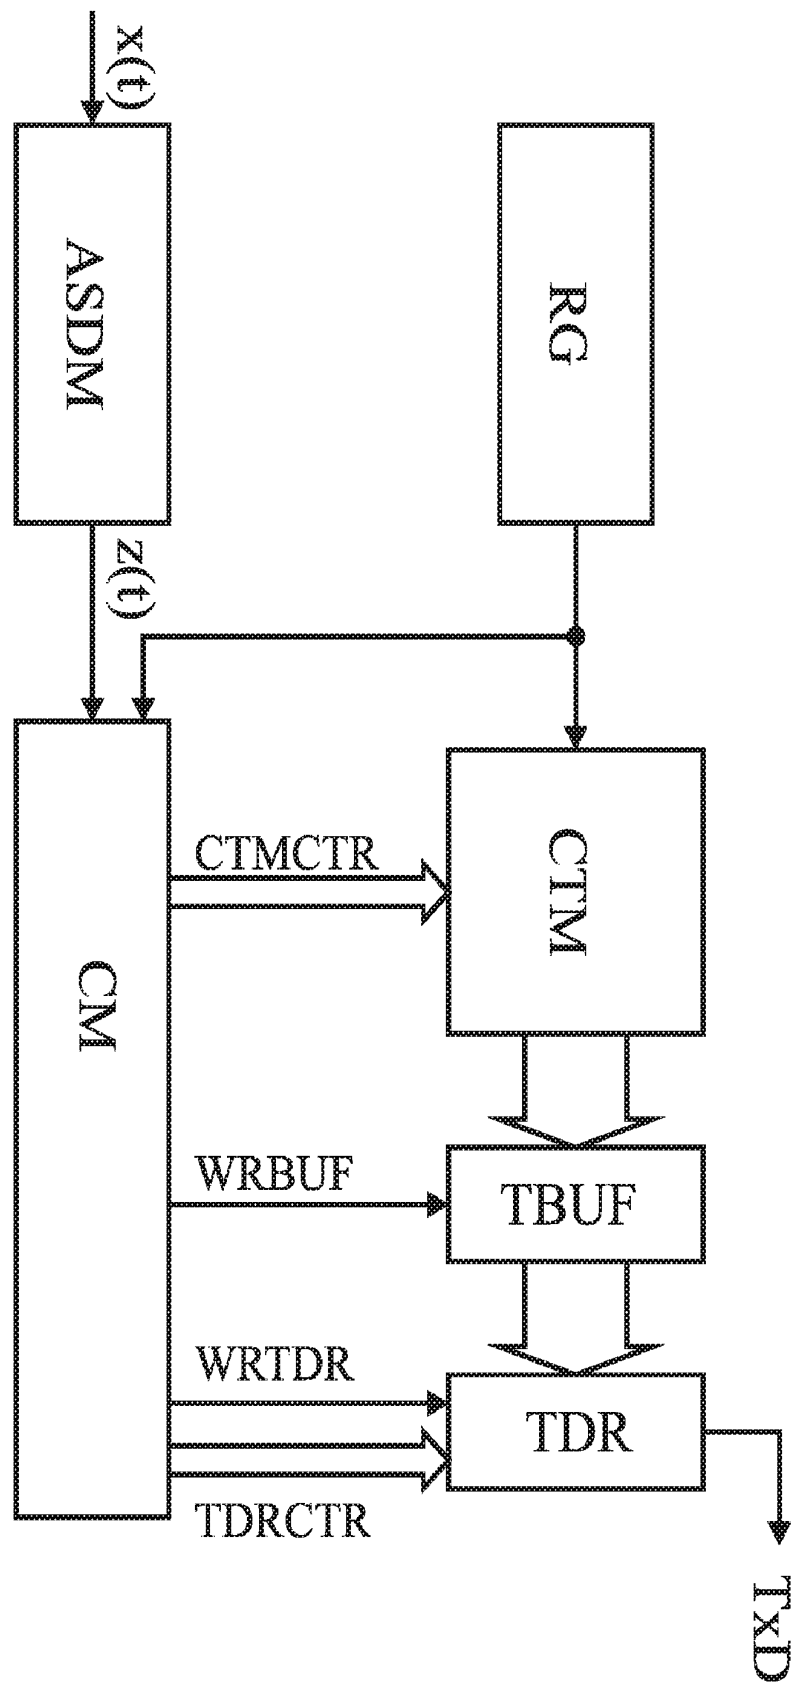 x(t)
ASDM
RG
z(t)
CTM
CTMCTR
CM
WRBUF
TBUF
WRTDR
TDR
TDRCTR
TxD